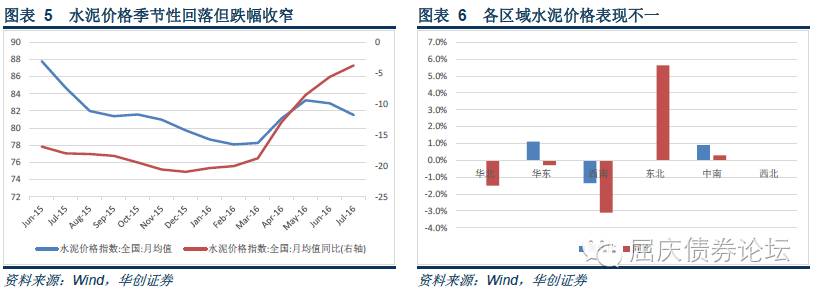 图表 5 水泥价格季节性回落但跌幅收窄
90
88
86
84
82
80
78
76
74
72
0
-5
-10
-15
-20
-25
Jun-15
Jul-15
Aug-15
Sep-15
Oct-15
Nov-15
Dec-15
Jan-16
Feb-16
Mar-16
Apr-16
May-16
Jun-16
Jul-16
水泥价格指数:全国:月均值
水泥价格指数:全国:月均值同比(右轴)
资料来源：Wind，华创证券
图表 6 各区域水泥价格表现不一
7.0%
6.0%
5.0%
4.0%
3.0%
2.0%
1.0%
0.0%
-1.0%
-2.0%
-3.0%
-4.0%
华北
华东
西南
东北
中南
西北
屈庆债券论坛
资料来源：Wind，华创证券